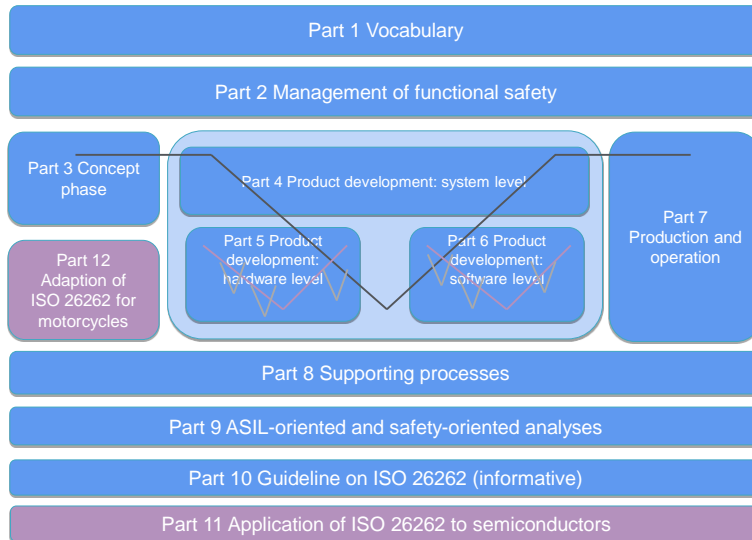 Part 1 Vocabulary
Part 2 Management of functional safety
Part 3 Concept
phase
Part 4 Product development: system level
Part 5 Product
development:
hardware level
Part 6 Product
development:
software level
Part 7
Production and
operation
Part 12
Adaption of
ISO 26262 for
motorcycles
Part 8 Supporting processes
Part 9 ASIL-oriented and safety-oriented analyses
Part 10 Guideline on ISO 26262 (informative)
Part 11 Application of ISO 26262 to semiconductors